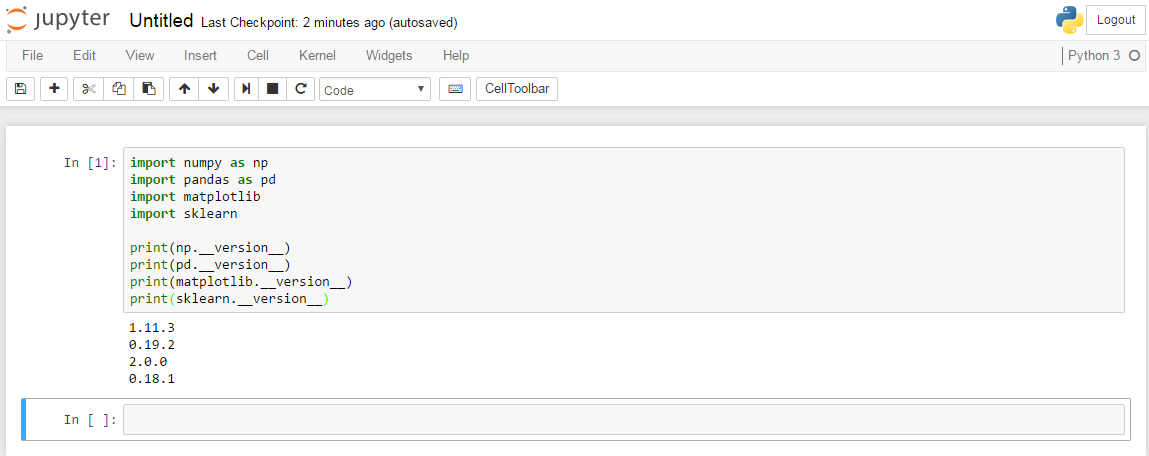 jupyter Untitled Last Checkpoint: 2 minutes ago (autosaved) Logout
File Edit View Insert Cell Kernel Widgets Help Python 3
Code CellToolbar
In [1]: import numpy as np
import pandas as pd
import matplotlib
import sklearn
print(np.__version__)
print(pd.__version__)
print(matplotlib.__version__)
print(sklearn.__version__)
1.11.3
0.19.2
2.0.0
0.18.1
In [ ]: